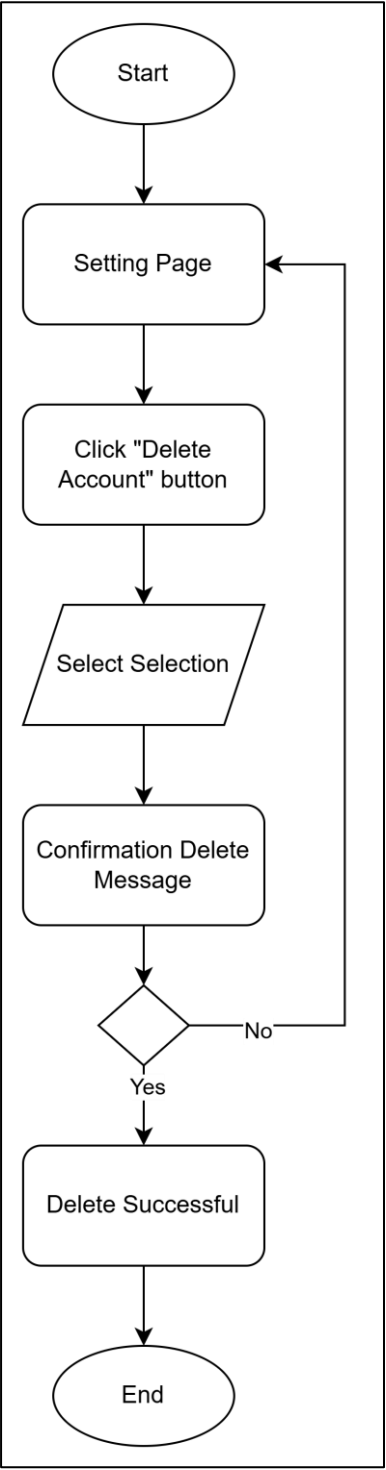 Start
Setting Page
Click "Delete
Account" button
Select Selection
Confirmation Delete
Message
No
Yes
Delete Successful
End